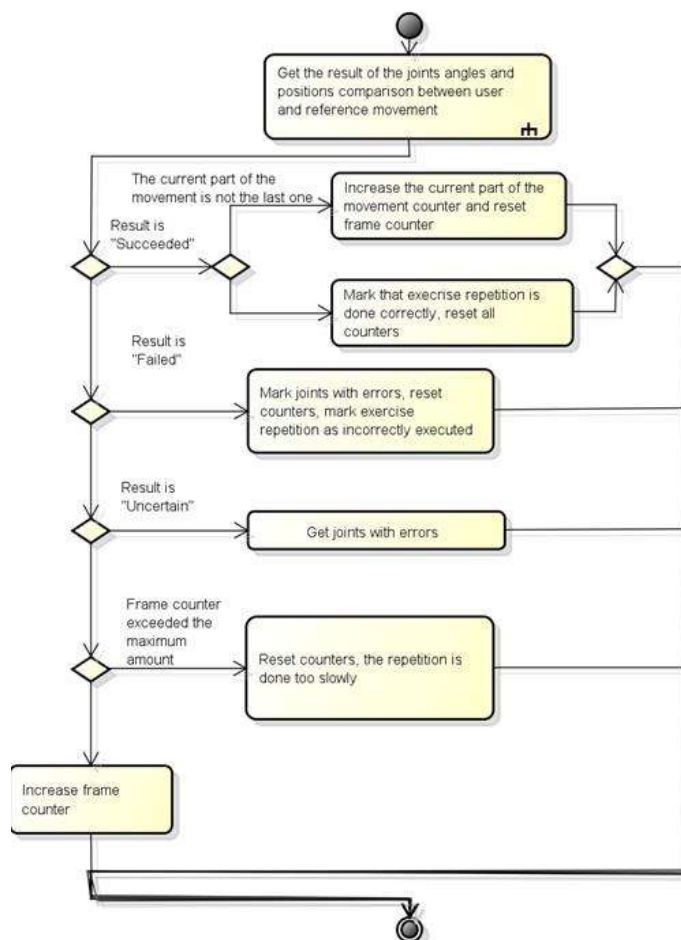 Get the result of the joints angles and
positions comparison between user
and reference movement
The current part of the
movement is not the last one
Increase the current part of the
movement counter and reset
frame counter
Result is
"Succeeded"
Mark that execrise repetition is
done correctly, reset all
counters
Result is
"Failed"
Mark joints with errors, reset
counters, mark exercise
repetition as incorrectly executed
Result is
"Uncertain"
Get joints with errors
Frame counter
exceeded the
maximum
amount
Reset counters, the repetition is
done too slowly
Increase frame
counter